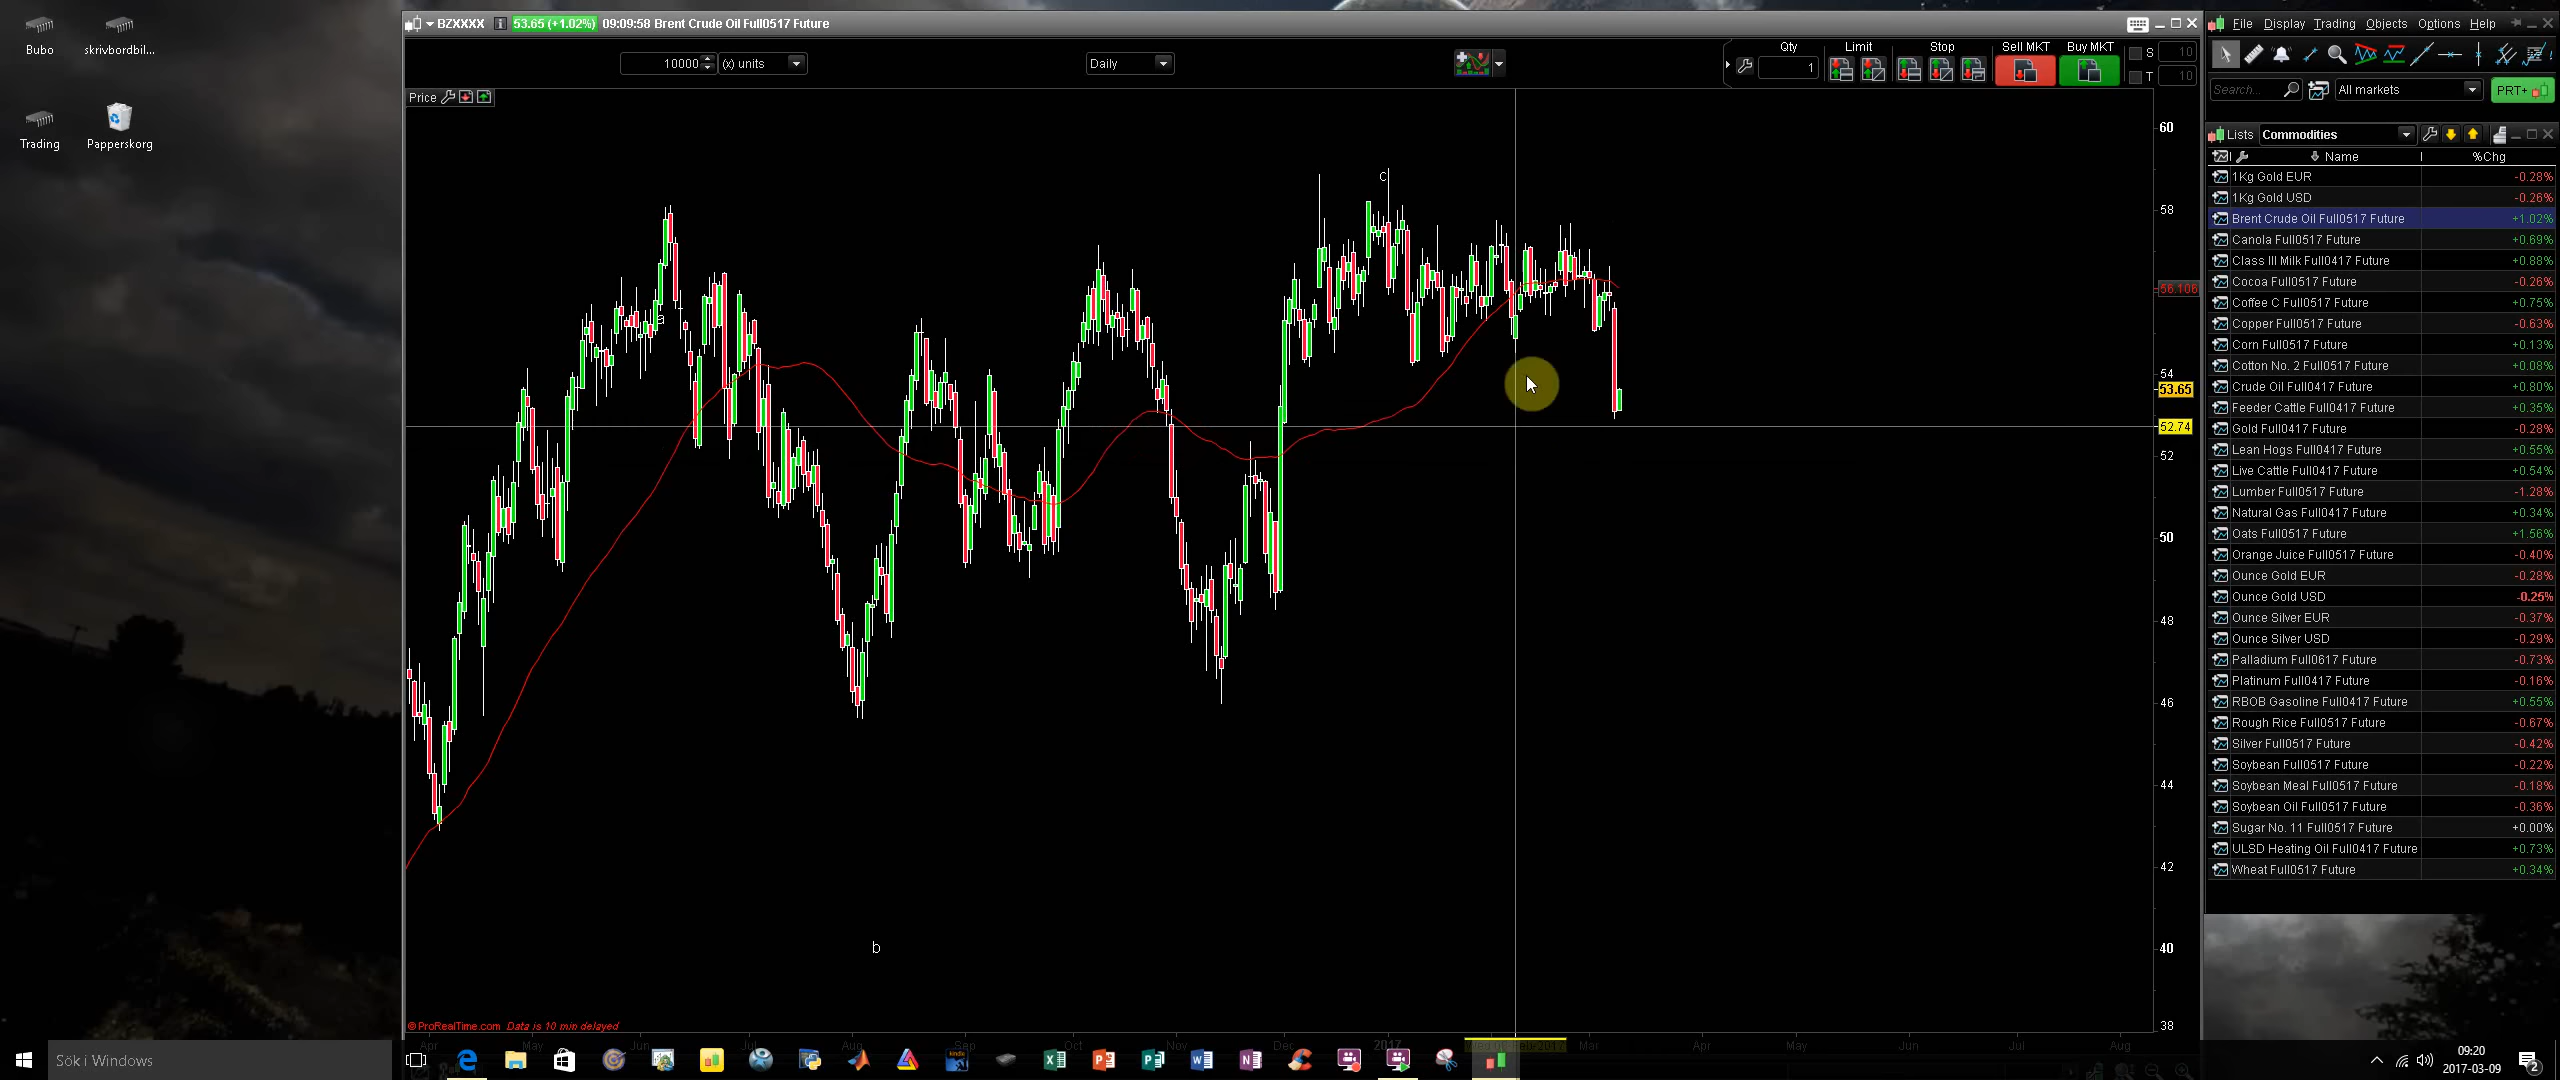 Bubo
skrivbordbil...
Trading
Papperskorg
BZXXXX 53.65 (+1.02%) 09:09:58 Brent Crude Oil Full0517 Future
10000 (x) units
Daily
Qty Limit Stop Sell MKT Buy MKT
1
S 10
T 10
Price
60
58
56.106
54
53.65
52.74
52
50
48
46
44
42
40
38
a
b
c
© ProRealTime.com Data is 10 min delayed
Apr May Jun Jul Aug Sep Oct Nov Dec 2017 Mar Apr May Jun Jul Aug
File Display Trading Objects Options Help
Search... All markets PRT+
Lists Commodities
Name %Chg
1Kg Gold EUR -0.28%
1Kg Gold USD -0.26%
Brent Crude Oil Full0517 Future +1.02%
Canola Full0517 Future +0.69%
Class III Milk Full0417 Future +0.88%
Cocoa Full0517 Future -0.26%
Coffee C Full0517 Future +0.75%
Copper Full0517 Future -0.63%
Corn Full0517 Future +0.13%
Cotton No. 2 Full0517 Future +0.08%
Crude Oil Full0417 Future +0.80%
Feeder Cattle Full0417 Future +0.35%
Gold Full0417 Future -0.28%
Lean Hogs Full0417 Future +0.55%
Live Cattle Full0417 Future +0.54%
Lumber Full0517 Future -1.28%
Natural Gas Full0417 Future +0.34%
Oats Full0517 Future +1.56%
Orange Juice Full0517 Future -0.40%
Ounce Gold EUR -0.28%
Ounce Gold USD -0.25%
Ounce Silver EUR -0.37%
Ounce Silver USD -0.29%
Palladium Full0617 Future -0.73%
Platinum Full0417 Future -0.16%
RBOB Gasoline Full0417 Future +0.55%
Rough Rice Full0517 Future -0.67%
Silver Full0517 Future -0.42%
Soybean Full0517 Future -0.22%
Soybean Meal Full0517 Future -0.18%
Soybean Oil Full0517 Future -0.36%
Sugar No. 11 Full0517 Future +0.00%
ULSD Heating Oil Full0417 Future +0.73%
Wheat Full0517 Future +0.34%
Sök i Windows
kindle
09:20
2017-03-09
2